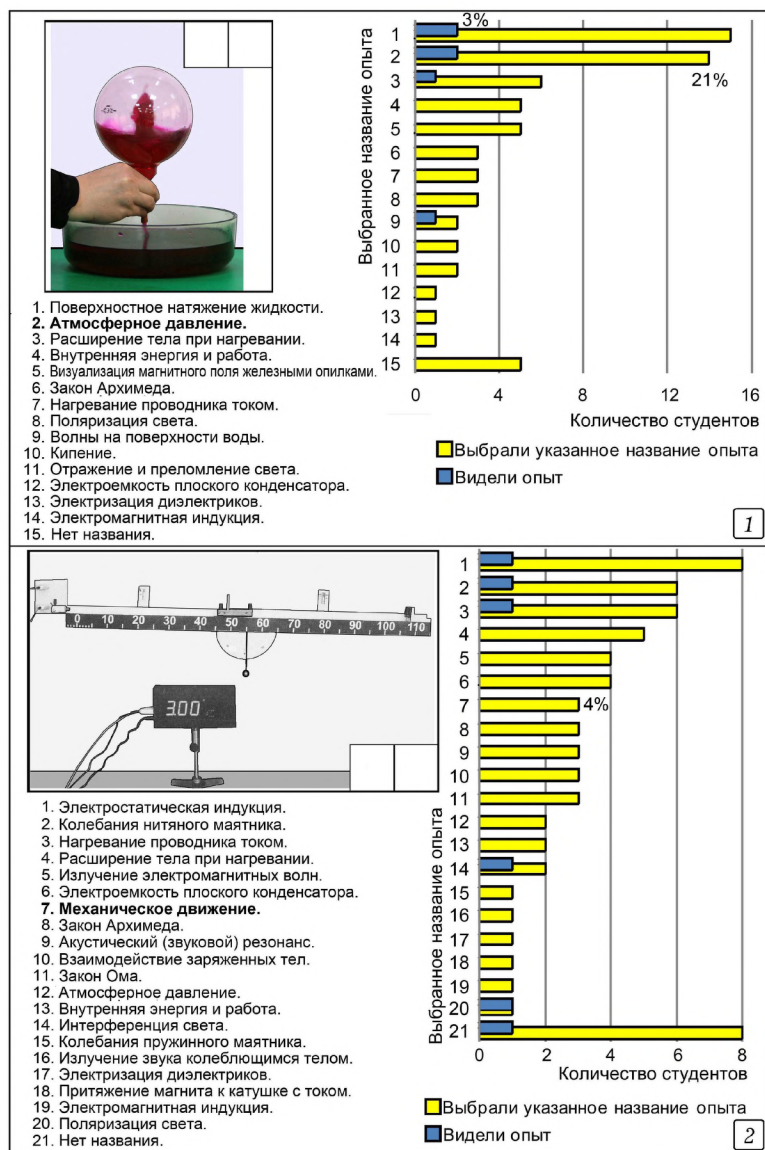 3%
21%
1
2
3
4
5
6
7
8
9
10
11
12
13
14
15
Выбранное название опыта
0 4 8 12 16
Количество студентов
Выбрали указанное название опыта
Видели опыт
1. Поверхностное натяжение жидкости.
2. Атмосферное давление.
3. Расширение тела при нагревании.
4. Внутренняя энергия и работа.
5. Визуализация магнитного поля железными опилками.
6. Закон Архимеда.
7. Нагревание проводника током.
8. Поляризация света.
9. Волны на поверхности воды.
10. Кипение.
11. Отражение и преломление света.
12. Электроемкость плоского конденсатора.
13. Электризация диэлектриков.
14. Электромагнитная индукция.
15. Нет названия.
1
0 10 20 30 40 50 60 70 80 90 100 110
3.00
1. Электростатическая индукция.
2. Колебания нитяного маятника.
3. Нагревание проводника током.
4. Расширение тела при нагревании.
5. Излучение электромагнитных волн.
6. Электроемкость плоского конденсатора.
7. Механическое движение.
8. Закон Архимеда.
9. Акустический (звуковой) резонанс.
10. Взаимодействие заряженных тел.
11. Закон Ома.
12. Атмосферное давление.
13. Внутренняя энергия и работа.
14. Интерференция света.
15. Колебания пружинного маятника.
16. Излучение звука колеблющимся телом.
17. Электризация диэлектриков.
18. Притяжение магнита к катушке с током.
19. Электромагнитная индукция.
20. Поляризация света.
21. Нет названия.
1
2
3
4
5
6
7
4%
8
9
10
11
12
13
14
15
16
17
18
19
20
21
Выбранное название опыта
0 2 4 6 8
Количество студентов
Выбрали указанное название опыта
Видели опыт
2